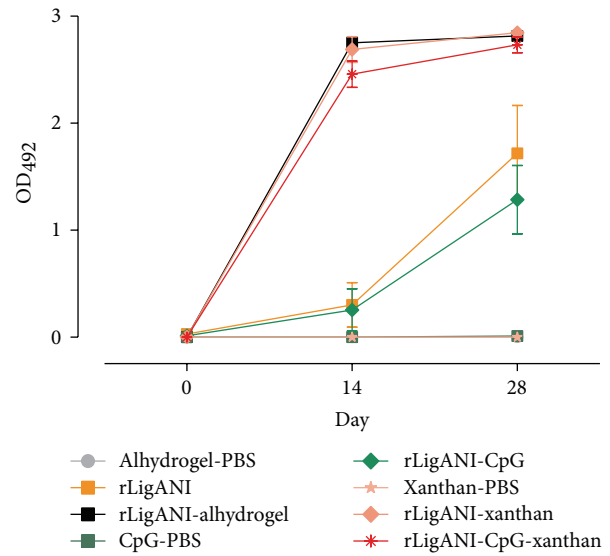 3
2
1
0
OD492
0
14
28
Day
Alhydrogel-PBS
rLigANI
rLigANI-alhydrogel
CpG-PBS
rLigANI-CpG
Xanthan-PBS
rLigANI-xanthan
rLigANI-CpG-xanthan